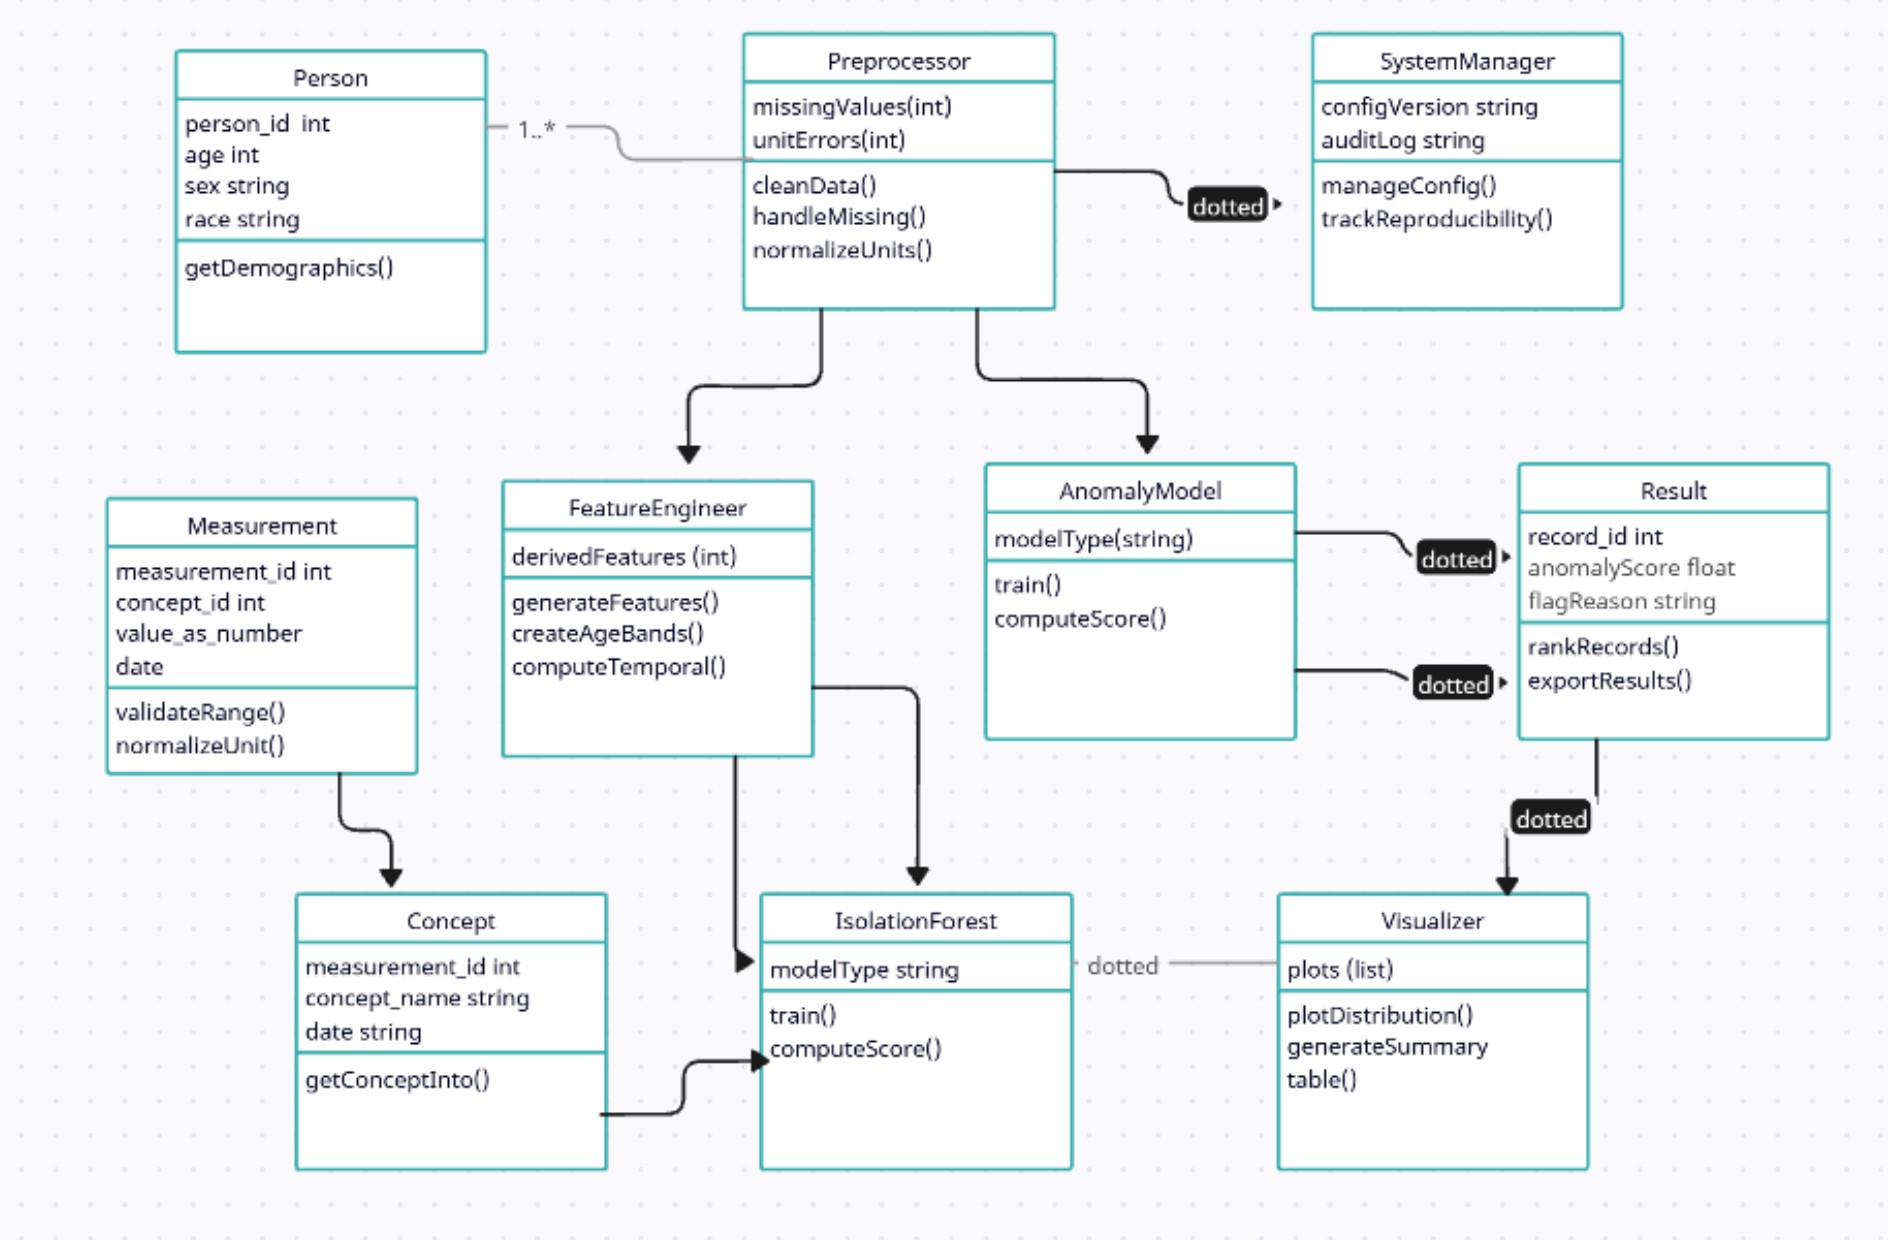 Person
person_id  int
age int
sex string
race string
getDemographics()
1..*
Preprocessor
missingValues(int)
unitErrors(int)
cleanData()
handleMissing()
normalizeUnits()
dotted
SystemManager
configVersion string
auditLog string
manageConfig()
trackReproducibility()
Measurement
measurement_id int
concept_id int
value_as_number
date
validateRange()
normalizeUnit()
FeatureEngineer
derivedFeatures (int)
generateFeatures()
createAgeBands()
computeTemporal()
AnomalyModel
modelType(string)
train()
computeScore()
dotted
dotted
Result
record_id int
anomalyScore float
flagReason string
rankRecords()
exportResults()
dotted
Concept
measurement_id int
concept_name string
date string
getConceptInto()
IsolationForest
modelType string
train()
computeScore()
dotted
Visualizer
plots (list)
plotDistribution()
generateSummary
table()